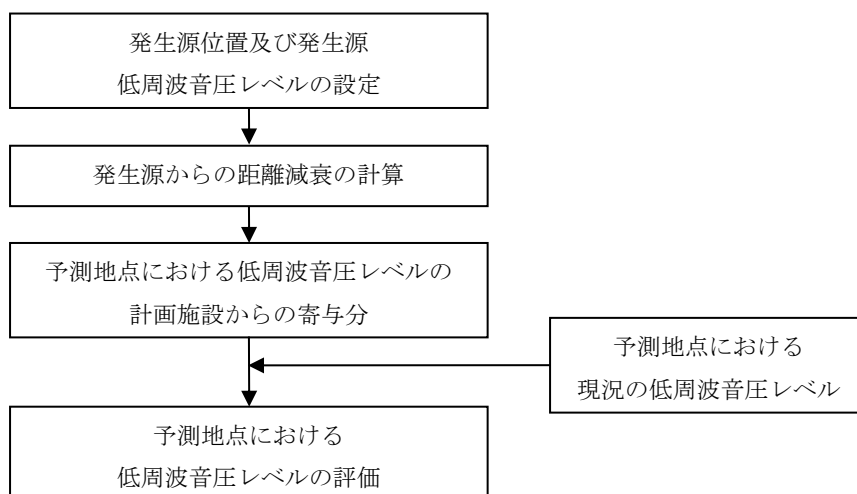 発生源位置及び発生源
低周波音圧レベルの設定
発生源からの距離減衰の計算
予測地点における低周波音圧レベルの
計画施設からの寄与分
予測地点における
現況の低周波音圧レベル
予測地点における
低周波音圧レベルの評価